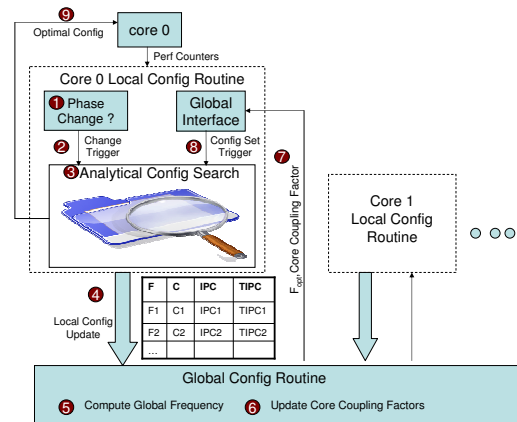 9
Optimal Config
core 0
Perf Counters
Core 0 Local Config Routine
1 Phase
Change ?
Global
Interface
2 Change
Trigger
8 Config Set
Trigger
7
3 Analytical Config Search
Fopt,Core Coupling Factor
Core 1
Local Config
Routine
4
Local Config
Update
F C IPC TIPC
F1 C1 IPC1 TIPC1
F2 C2 IPC2 TIPC2
...
Global Config Routine
5 Compute Global Frequency
6 Update Core Coupling Factors